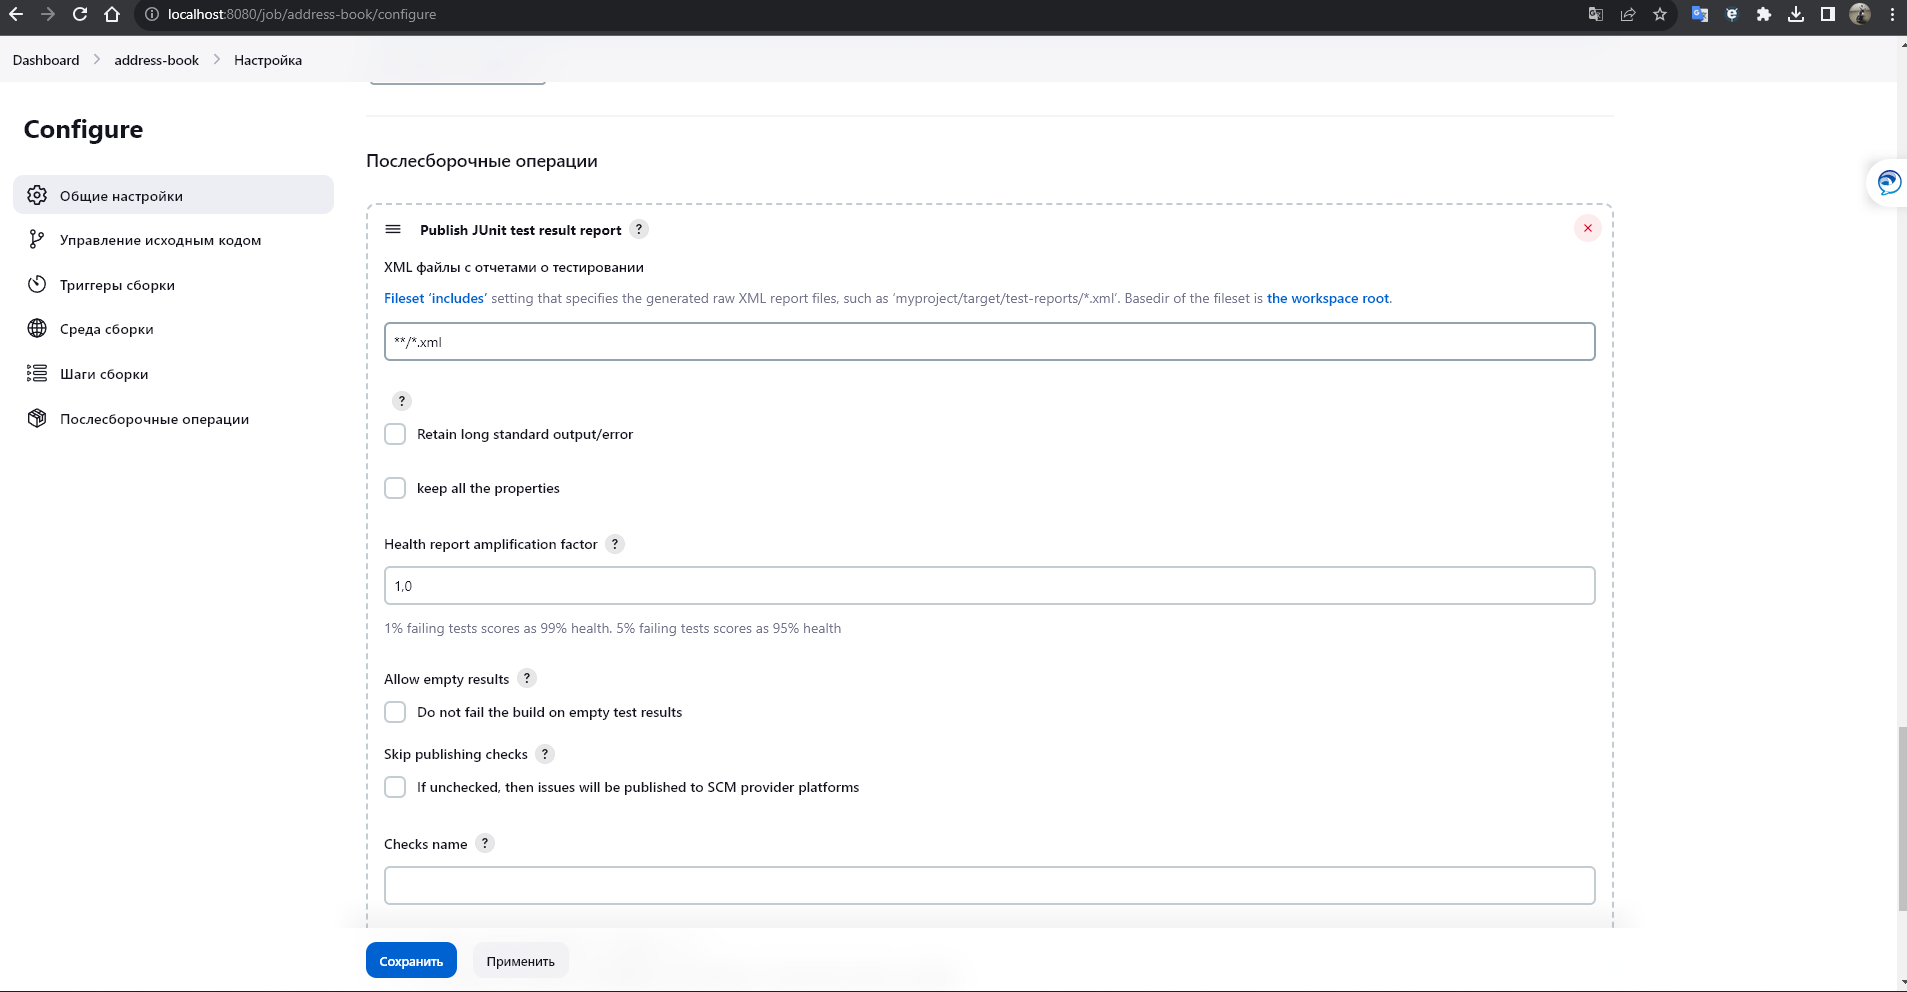 localhost:8080/job/address-book/configure
Dashboard address-book Настройка
Configure
Общие настройки
Управление исходным кодом
Триггеры сборки
Среда сборки
Шаги сборки
Послесборочные операции
Послесборочные операции
Publish JUnit test result report ?
XML файлы с отчетами о тестировании
Fileset ‘includes’ setting that specifies the generated raw XML report files, such as ‘myproject/target/test-reports/*.xml’. Basedir of the fileset is the workspace root.
**/*.xml
?
Retain long standard output/error
keep all the properties
Health report amplification factor ?
1,0
1% failing tests scores as 99% health. 5% failing tests scores as 95% health
Allow empty results ?
Do not fail the build on empty test results
Skip publishing checks ?
If unchecked, then issues will be published to SCM provider platforms
Checks name ?
Сохранить Применить